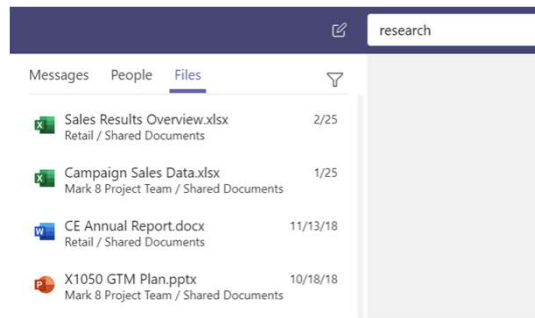 research
Messages People Files
Sales Results Overview.xlsx 2/25
Retail / Shared Documents
Campaign Sales Data.xlsx 1/25
Mark 8 Project Team / Shared Documents
CE Annual Report.docx 11/13/18
Retail / Shared Documents
X1050 GTM Plan.pptx 10/18/18
Mark 8 Project Team / Shared Documents